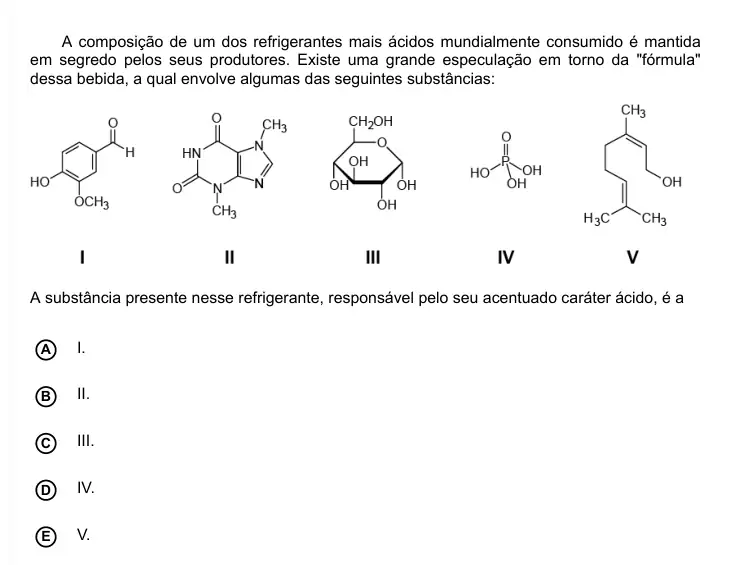 A composição de um dos refrigerantes mais ácidos mundialmente consumido é mantida
em segredo pelos seus produtores. Existe uma grande especulação em torno da "fórmula"
dessa bebida, a qual envolve algumas das seguintes substâncias:
O
H
HO
OCH3
O
CH3
HN
N
O
N
N
CH3
CH2OH
O
OH
OH
OH
OH
O
HO
P
OH
OH
CH3
OH
H3C
CH3
I
II
III
IV
V
A substância presente nesse refrigerante, responsável pelo seu acentuado caráter ácido, é a
A I.
B II.
C III.
D IV.
E V.